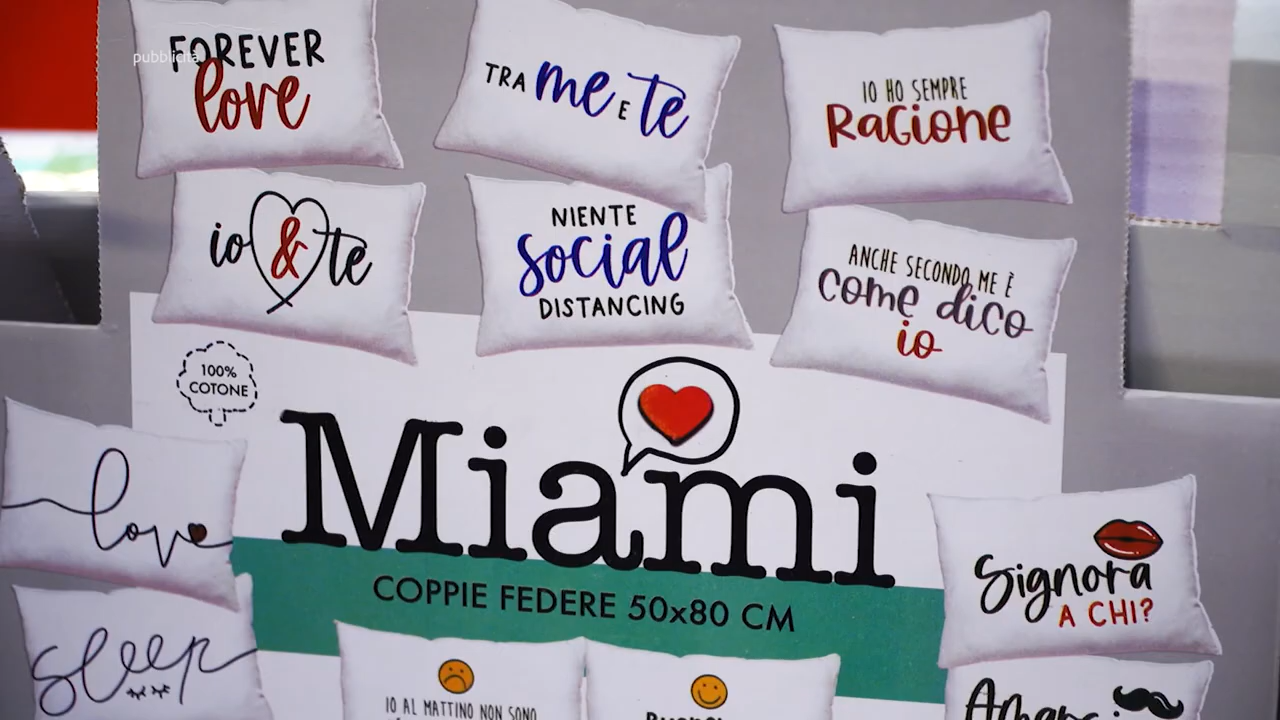 pubblicità
FOREVER
love
TRA me E te
IO HO SEMPRE
RaGione
io & te
NIENTE
social
DISTANCING
ANCHE SECONDO ME È
come dico
io
100%
COTONE
Miami
COPPIE FEDERE 50x80 CM
love
sleep
Signora
A CHI?
IO AL MATTINO NON SONO